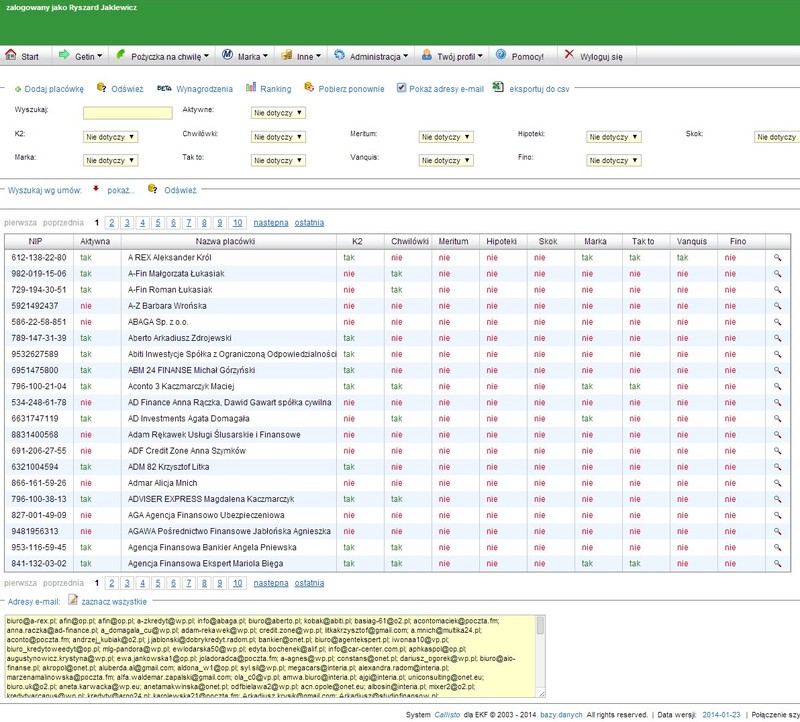 zalogowany jako Ryszard Jaklewicz
Start Getin Pożyczka na chwilę Marka Inne Administracja Twój profil Pomocy! Wyloguj się
Dodaj placówkę Odśwież BETA Wynagrodzenia Ranking Pobierz ponownie Pokaż adresy e-mail eksportuj do csv
Wyszukaj: Aktywne: Nie dotyczy
K2: Nie dotyczy Chwilówki: Nie dotyczy Meritum: Nie dotyczy Hipoteki: Nie dotyczy Skok: Nie dotyczy
Marka: Nie dotyczy Tak to: Nie dotyczy Vanquis: Nie dotyczy Fino: Nie dotyczy
Wyszukaj wg umów: pokaż... Odśwież
pierwsza poprzednia 1 2 3 4 5 6 7 8 9 10 następna ostatnia
NIP Aktywna Nazwa placówki K2 Chwilówki Meritum Hipoteki Skok Marka Tak to Vanquis Fino
612-138-22-80 tak A REX Aleksander Król tak nie nie nie nie tak tak tak nie
982-019-15-06 tak A-Fin Małgorzata Łukasiak nie tak nie nie nie nie nie nie nie
729-194-30-51 tak A-Fin Roman Łukasiak nie tak nie nie nie nie nie nie nie
5921492437 nie A-Z Barbara Wrońska nie nie nie nie nie nie nie nie nie
586-22-58-851 nie ABAGA Sp. z o.o. nie nie nie nie nie nie nie nie nie
789-147-31-39 tak Aberto Arkadiusz Zdrojewski tak nie nie nie nie nie nie nie nie
9532627589 tak Abiti Inwestycje Spółka z Ograniczoną Odpowiedzialności tak nie nie nie nie nie nie nie nie
6951475800 tak ABM 24 FINANSE Michał Górzyński tak nie nie nie nie nie nie nie nie
796-100-21-04 tak Aconto 3 Kaczmarczyk Maciej tak nie nie nie nie tak tak nie nie
534-248-61-78 nie AD Finance Anna Rączka, Dawid Gawart spółka cywilna nie nie nie nie nie nie nie nie nie
6631747119 tak AD Investments Agata Domagała nie tak nie nie nie tak nie nie nie
8831400568 nie Adam Rękawek Usługi Ślusarskie i Finansowe nie nie nie nie nie nie nie nie nie
691-206-27-55 nie ADF Credit Zone Anna Szymków nie nie nie nie nie nie nie nie nie
6321004594 tak ADM 82 Krzysztof Litka tak nie nie nie nie nie nie nie nie
866-161-59-26 nie Admar Alicja Mnich nie nie nie nie nie nie nie nie nie
796-100-38-13 tak ADVISER EXPRESS Magdalena Kaczmarczyk tak tak nie nie nie nie nie nie nie
827-001-49-09 nie AGA Agencja Finansowo Ubezpieczeniowa nie nie nie nie nie nie nie nie nie
9481956313 nie AGAWA Pośrednictwo Finansowe Jabłońska Agnieszka nie nie nie nie nie nie nie nie nie
953-116-59-45 tak Agencja Finansowa Bankier Angela Pniewska tak tak nie nie nie nie nie nie nie
841-132-03-02 tak Agencja Finansowa Ekspert Mariola Bięga tak tak nie nie nie tak tak nie nie
pierwsza poprzednia 1 2 3 4 5 6 7 8 9 10 następna ostatnia
Adresy e-mail: zaznacz wszystkie
biuro@a-rex.pl; afin@op.pl; afin@op.pl; a-zkredyt@wp.pl; info@abaga.pl; biuro@aberto.pl; kobak@abiti.pl; basiag-61@o2.pl; acontomaciek@poczta.fm;
anna.raczka@ad-finance.pl; a_domagala_cu@wp.pl; adam-rekawek@wp.pl; credit.zone@wp.pl; litkakrzysztof@gmail.com; a.mnich@multika24.pl;
aconto@poczta.fm; andrzej_kubiak@o2.pl; j.jablonski@dobrykredyt.radom.pl; bankier@onet.pl; biuro@agentekspert.pl; iwonaa10@vp.pl;
biuro_kredytoweedyt@op.pl; mlg-pandora@wp.pl; ewlodarska50@wp.pl; edyta.bochenek@alif.pl; info@car-center.com.pl; aphkaspol@op.pl;
augustynowicz.krystyna@wp.pl; ewa.jankowska1@op.pl; joladoradca@poczta.fm; a-agnes@wp.pl; constans@onet.pl; dariusz_ogorek@wp.pl; biuro@aio-
finanse.pl; akropol@onet.pl; aluberda.al@gmail.com; aldona_w1@op.pl; syl.sil@wp.pl; megacars@interia.pl; alexandra.radom@interia.pl;
marzenamalinowska@poczta.fm; alfa.waldemar.zapalski@gmail.com; ola_c0@vp.pl; amwa.biuro@interia.pl; ajgi@interia.pl; uniconsulting@onet.eu;
biuro.uk@o2.pl; aneta.karwacka@wp.eu; anetamakwinska@onet.pl; odfbielawa2@wp.pl; acn.opole@onet.eu; albosin@interia.pl; mixer2@o2.pl;
kredytvarcanus@wp.pl; kredyty@arpo24.pl; karolewska21@poczta.fm; Arkadiusz.krysik@gmail.com;
System Callisto dla EKF © 2003 - 2014 bazy.danych All rights reserved. | Data wersji: 2014-01-23 | Połączenie szy